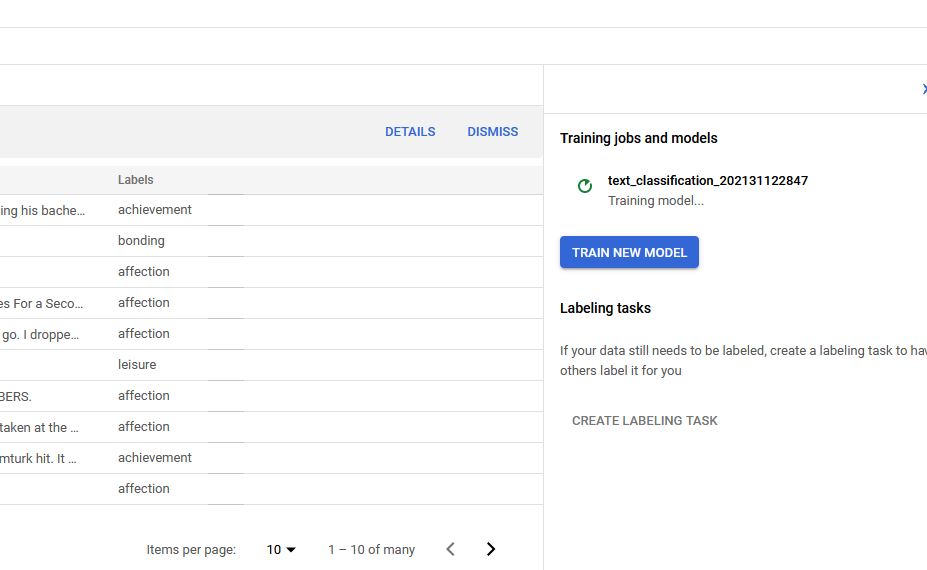 DETAILS DISMISS
Labels
ing his bache... achievement
bonding
affection
es For a Seco... affection
go. I droppe... affection
leisure
BERS. affection
taken at the ... affection
mturk hit. It ... achievement
affection
Items per page: 10 1 – 10 of many
Training jobs and models
text_classification_202131122847
Training model...
TRAIN NEW MODEL
Labeling tasks
If your data still needs to be labeled, create a labeling task to hav
others label it for you
CREATE LABELING TASK